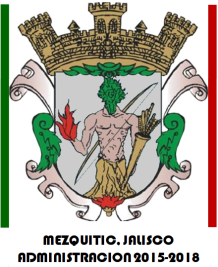 MEZQUITIC, JALISCO
ADMINISTRACION 2015-2018